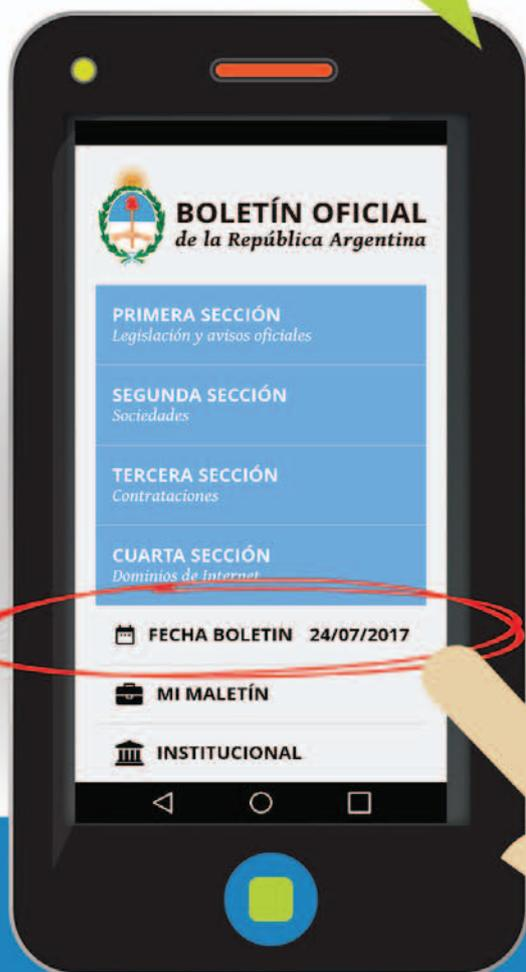 BOLETÍN OFICIAL
de la República Argentina
PRIMERA SECCIÓN
Legislación y avisos oficiales
SEGUNDA SECCIÓN
Sociedades
TERCERA SECCIÓN
Contrataciones
CUARTA SECCIÓN
Dominios de Internet
FECHA BOLETIN 24/07/2017
MI MALETÍN
INSTITUCIONAL